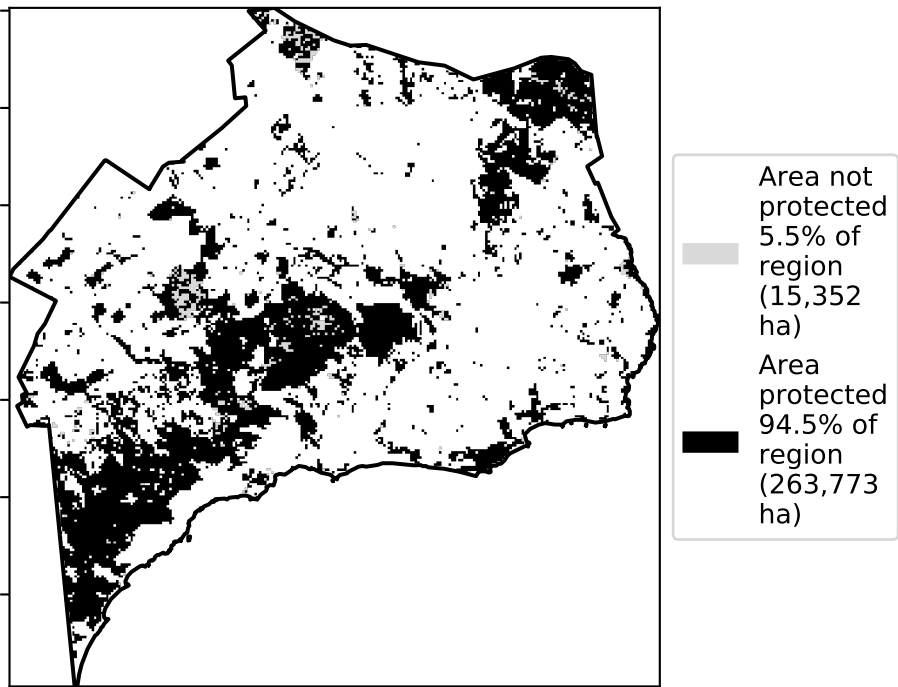 Area not
protected
5.5% of
region
(15,352
ha)
Area
protected
94.5% of
region
(263,773
ha)